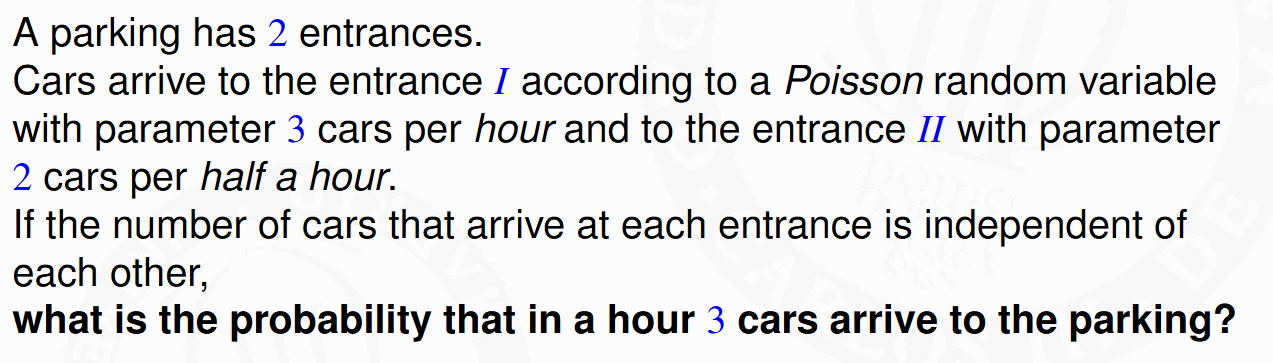 A parking has 2 entrances.
Cars arrive to the entrance I according to a Poisson random variable
with parameter 3 cars per hour and to the entrance II with parameter
2 cars per half a hour.
If the number of cars that arrive at each entrance is independent of
each other,
what is the probability that in a hour 3 cars arrive to the parking?